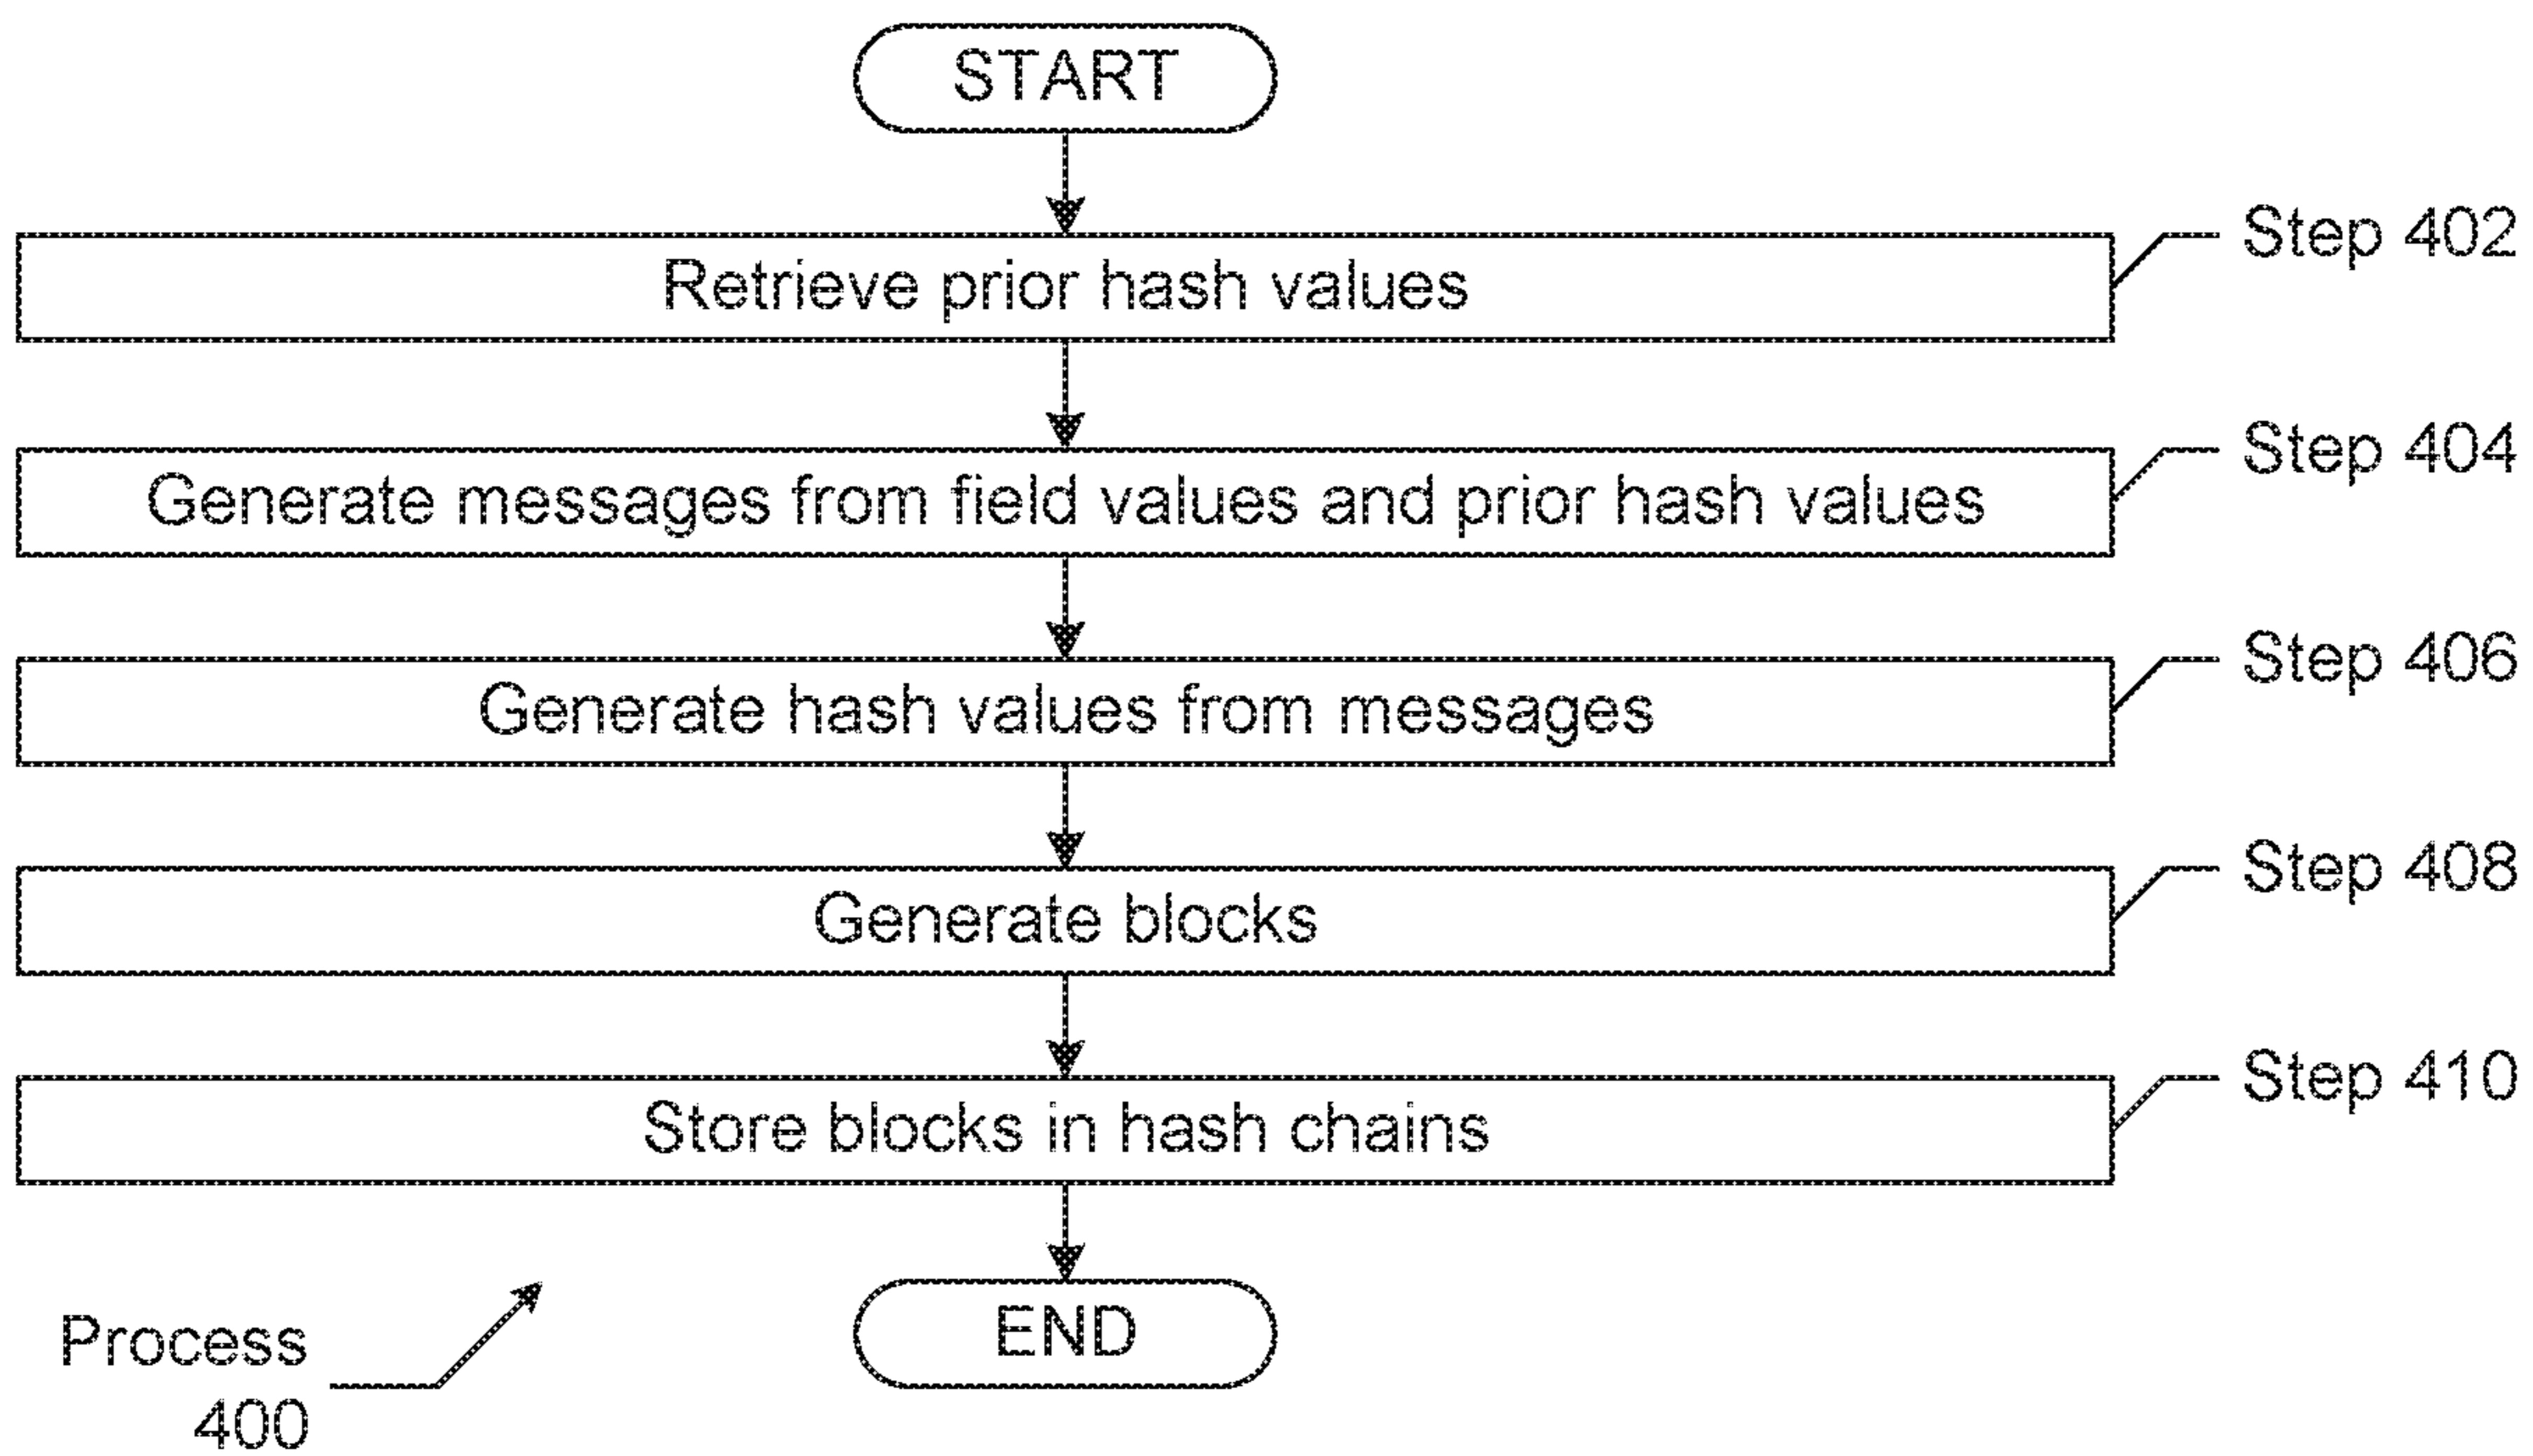 START
Step 402
Retrieve prior hash values
Step 404
Generate messages from field values and prior hash values
Step 406
Generate hash values from messages
Step 408
Generate blocks
Step 410
Store blocks in hash chains
END
Process
400